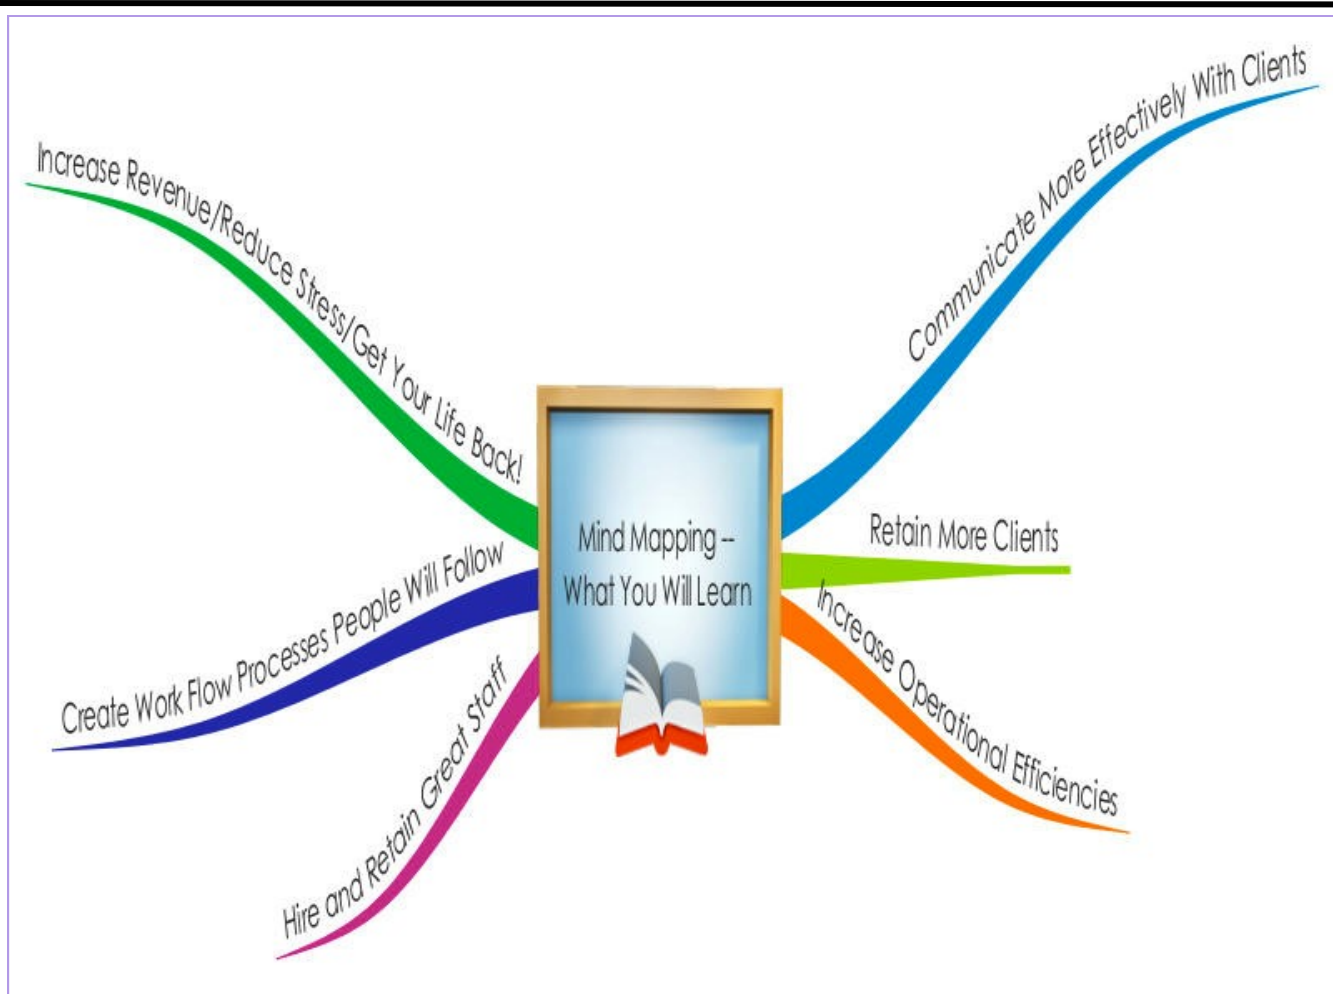 Mind Mapping --
What You Will Learn
Communicate More Effectively With Clients
Retain More Clients
Increase Operational Efficiencies
Hire and Retain Great Staff
Create Work Flow Processes People Will Follow
Increase Revenue/Reduce Stress/Get Your Life Back!